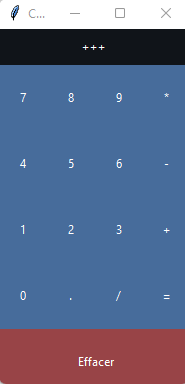 C...
+++
7 8 9 *
4 5 6 -
1 2 3 +
0 . / =
Effacer